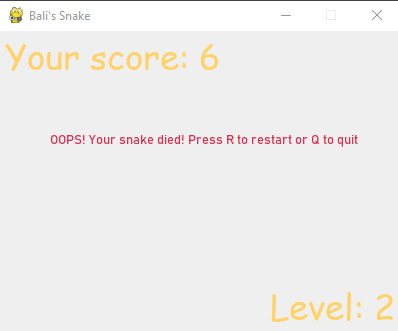 Bali's Snake
Your score: 6
OOPS! Your snake died! Press R to restart or Q to quit
Level: 2